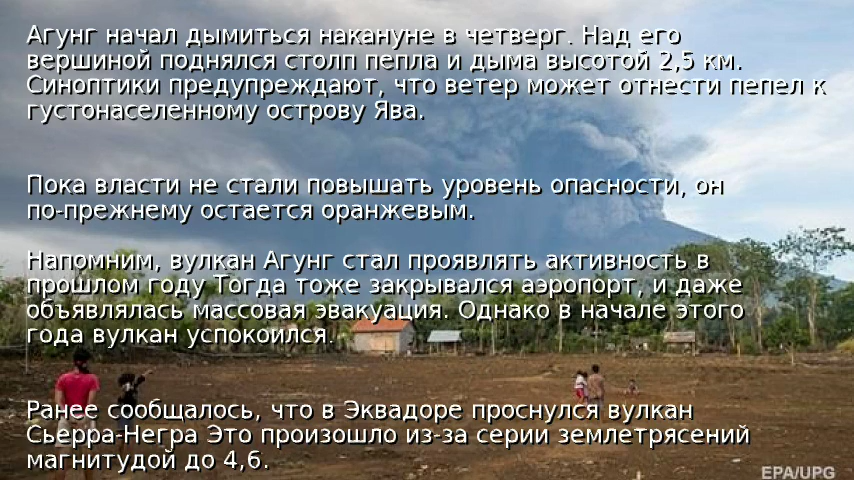 Агунг начал дымиться накануне в четверг. Над его
вершиной поднялся столп пепла и дыма высотой 2,5 км.
Синоптики предупреждают, что ветер может отнести пепел к
густонаселенному острову Ява.
Пока власти не стали повышать уровень опасности, он
по-прежнему остается оранжевым.
Напомним, вулкан Агунг стал проявлять активность в
прошлом году Тогда тоже закрывался аэропорт, и даже
объявлялась массовая эвакуация. Однако в начале этого
года вулкан успокоился.
Ранее сообщалось, что в Эквадоре проснулся вулкан
Сьерра-Негра Это произошло из-за серии землетрясений
магнитудой до 4,6.
EPA/UPG